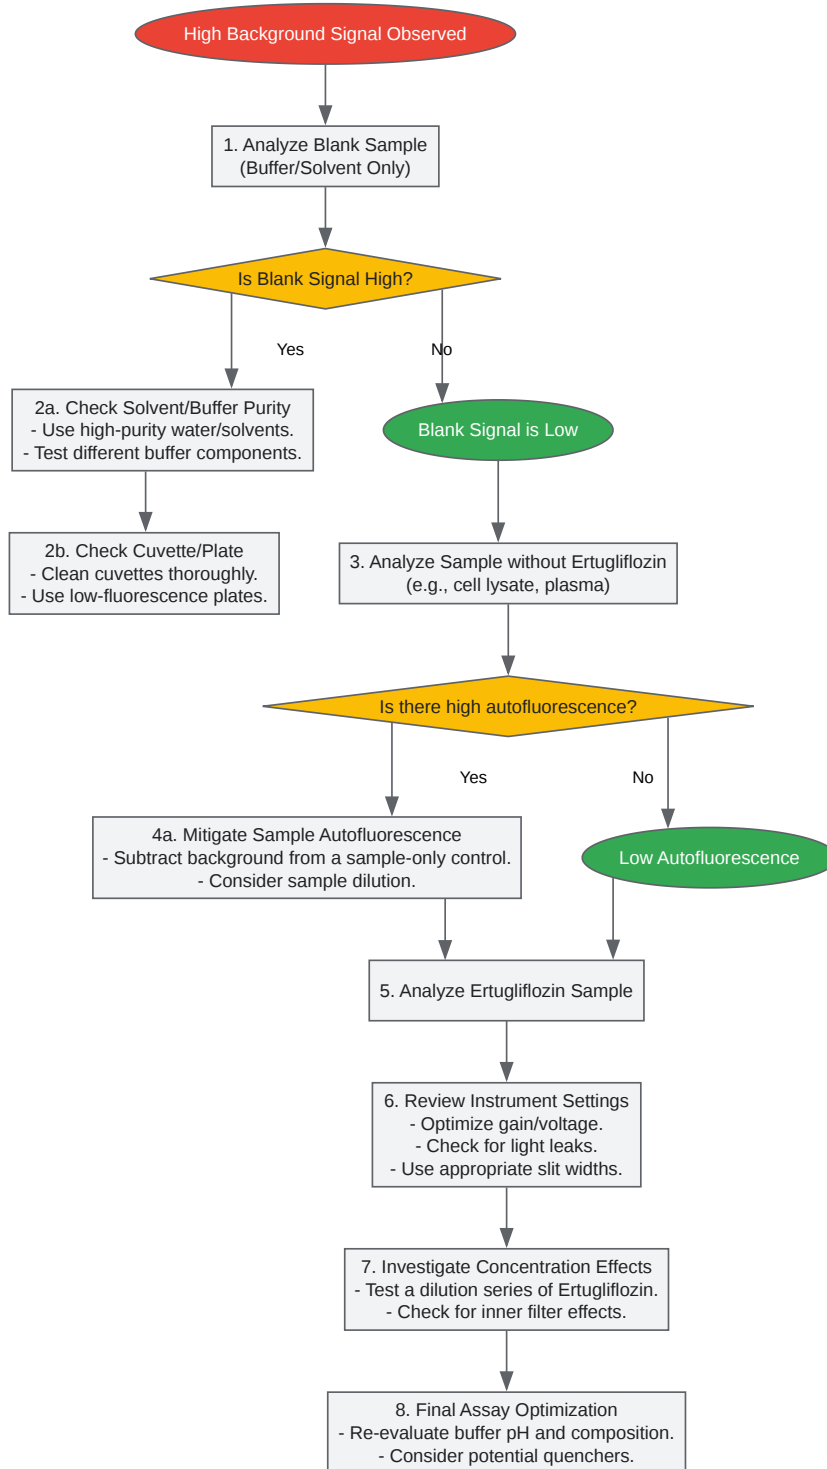 High Background Signal Observed
1. Analyze Blank Sample
(Buffer/Solvent Only)
Is Blank Signal High?
Yes
No
2a. Check Solvent/Buffer Purity
- Use high-purity water/solvents.
- Test different buffer components.
Blank Signal is Low
2b. Check Cuvette/Plate
- Clean cuvettes thoroughly.
- Use low-fluorescence plates.
3. Analyze Sample without Ertugliflozin
(e.g., cell lysate, plasma)
Is there high autofluorescence?
Yes
No
4a. Mitigate Sample Autofluorescence
- Subtract background from a sample-only control.
- Consider sample dilution.
Low Autofluorescence
5. Analyze Ertugliflozin Sample
6. Review Instrument Settings
- Optimize gain/voltage.
- Check for light leaks.
- Use appropriate slit widths.
7. Investigate Concentration Effects
- Test a dilution series of Ertugliflozin.
- Check for inner filter effects.
8. Final Assay Optimization
- Re-evaluate buffer pH and composition.
- Consider potential quenchers.